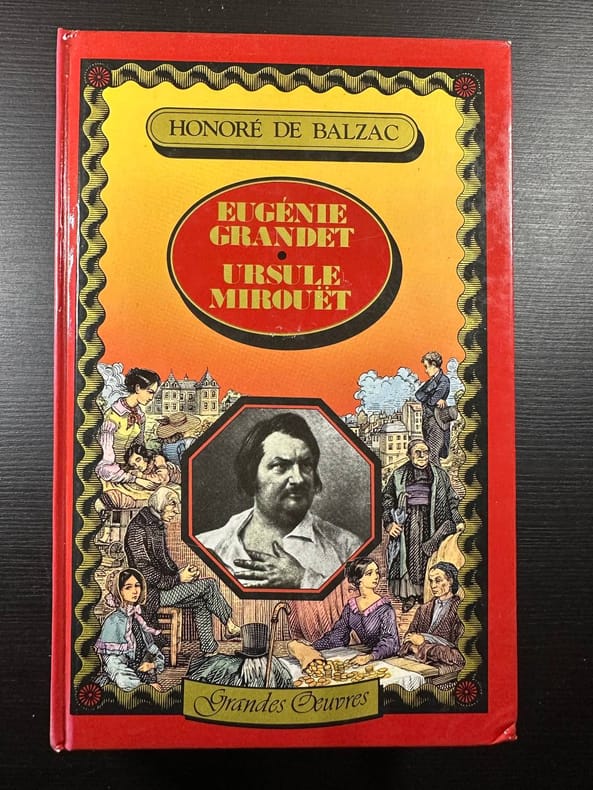 HONORÉ DE BALZAC
EUGÉNIE
GRANDET
•
URSULE
MIROUËT
Grandes Œuvres